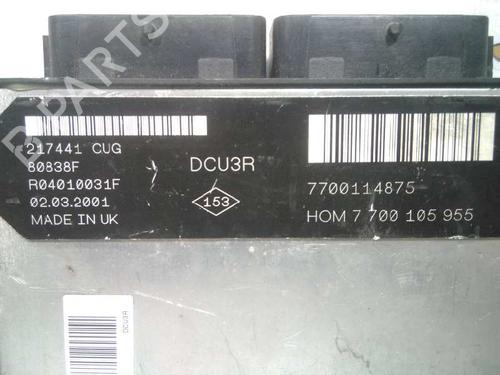 B PARTS
217441 CUG
80838F
R04010031F
02.03.2001
MADE IN UK
DCU3R
153
7700114875
HOM 7 700 105 955
DCU3R